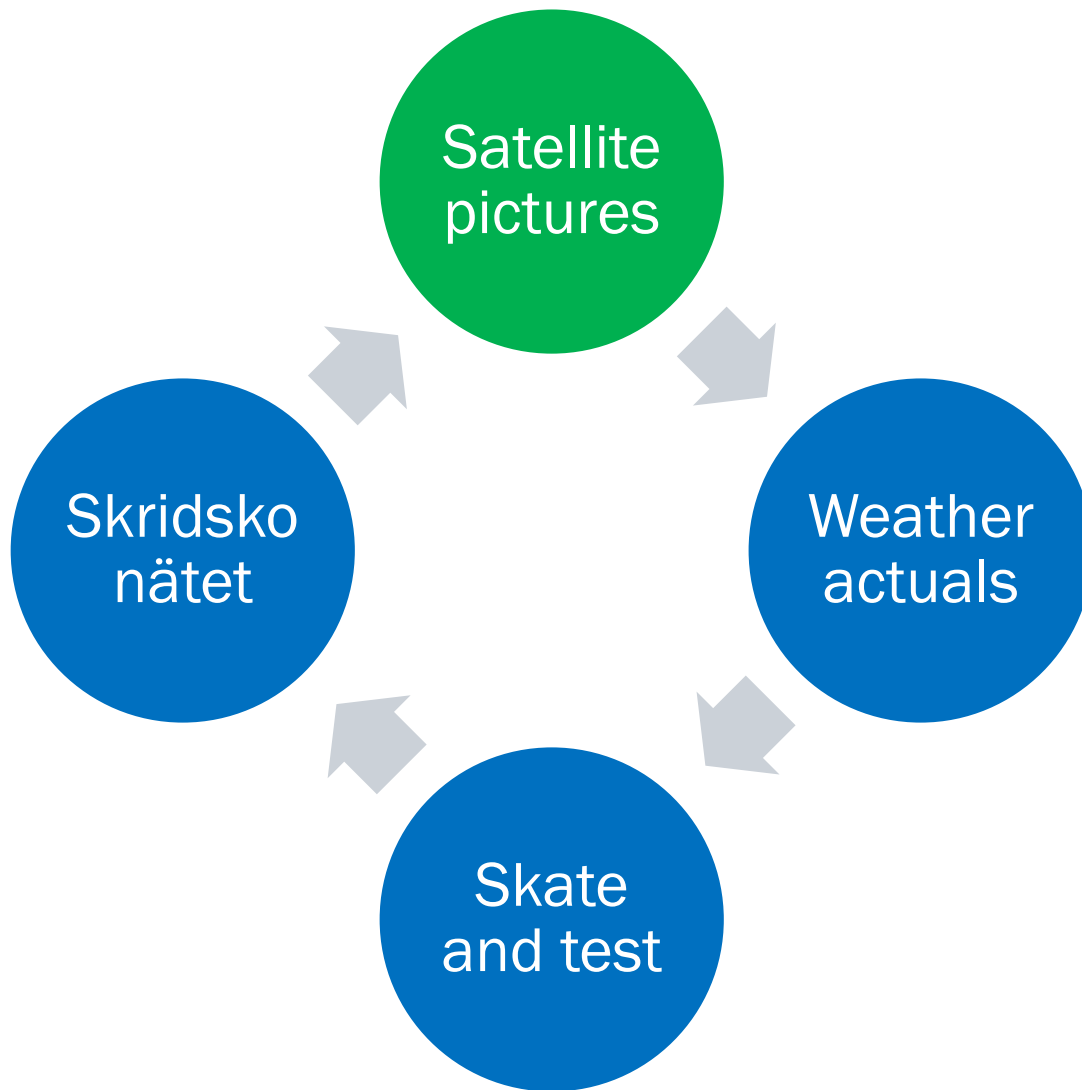 Satellite
pictures
Weather
actuals
Skate
and test
Skridsko
nätet